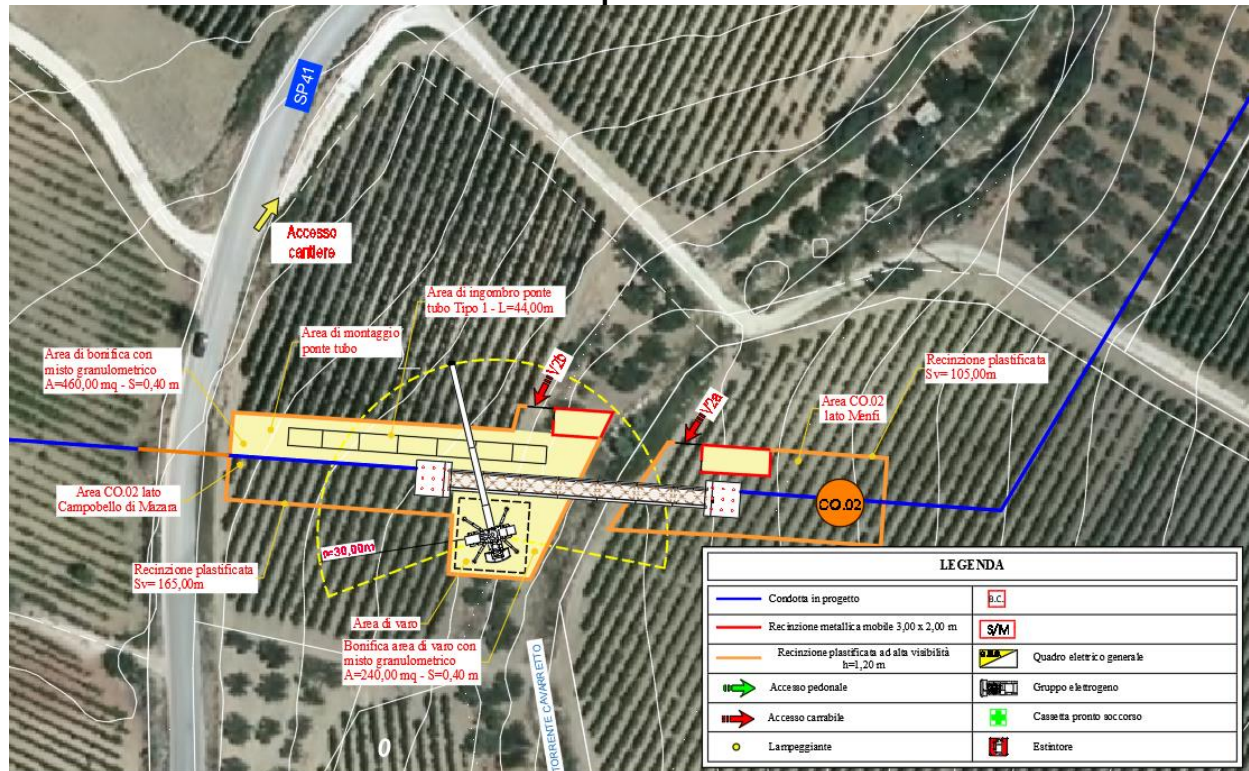 SP41
Accesso
cantiere
Area di ingombro ponte
tubo Tipo 1 - L=44,00m
Area di montaggio
ponte tubo
Area di bonifica con
misto granulometrico
A=460,00 mq - S=0,40 m
V2b
V2a
Recinzione plastificata
Sv= 105,00m
Area CO.02
lato Menfi
Area CO.02 lato
Campobello di Mazara
CO.02
r=30,00m
Recinzione plastificata
Sv= 165,00m
Area di varo
Bonifica area di varo con
misto granulometrico
A=240,00 mq - S=0,40 m
TORRENTE CAVARRETTO
0
LEGENDA
Condotta in progetto
B.C.
Recinzione metallica mobile 3,00 x 2,00 m
S/M
Recinzione plastificata ad alta visibilità
h=1,20 m
Quadro elettrico generale
Accesso pedonale
Gruppo elettrogeno
Accesso carrabile
Cassetta pronto soccorso
Lampeggiante
Estintore